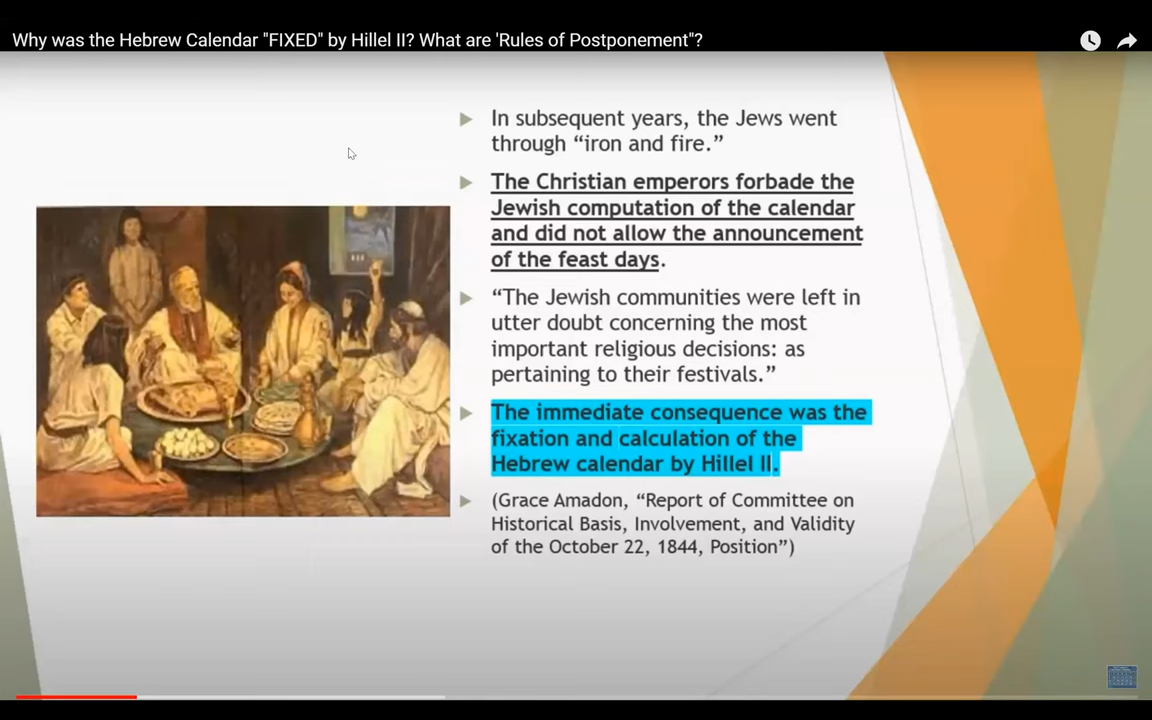 Why was the Hebrew Calendar "FIXED" by Hillel II? What are 'Rules of Postponement"?
In subsequent years, the Jews went
through “iron and fire.”
The Christian emperors forbade the
Jewish computation of the calendar
and did not allow the announcement
of the feast days.
“The Jewish communities were left in
utter doubt concerning the most
important religious decisions: as
pertaining to their festivals.”
The immediate consequence was the
fixation and calculation of the
Hebrew calendar by Hillel II.
(Grace Amadon, “Report of Committee on
Historical Basis, Involvement, and Validity
of the October 22, 1844, Position”)